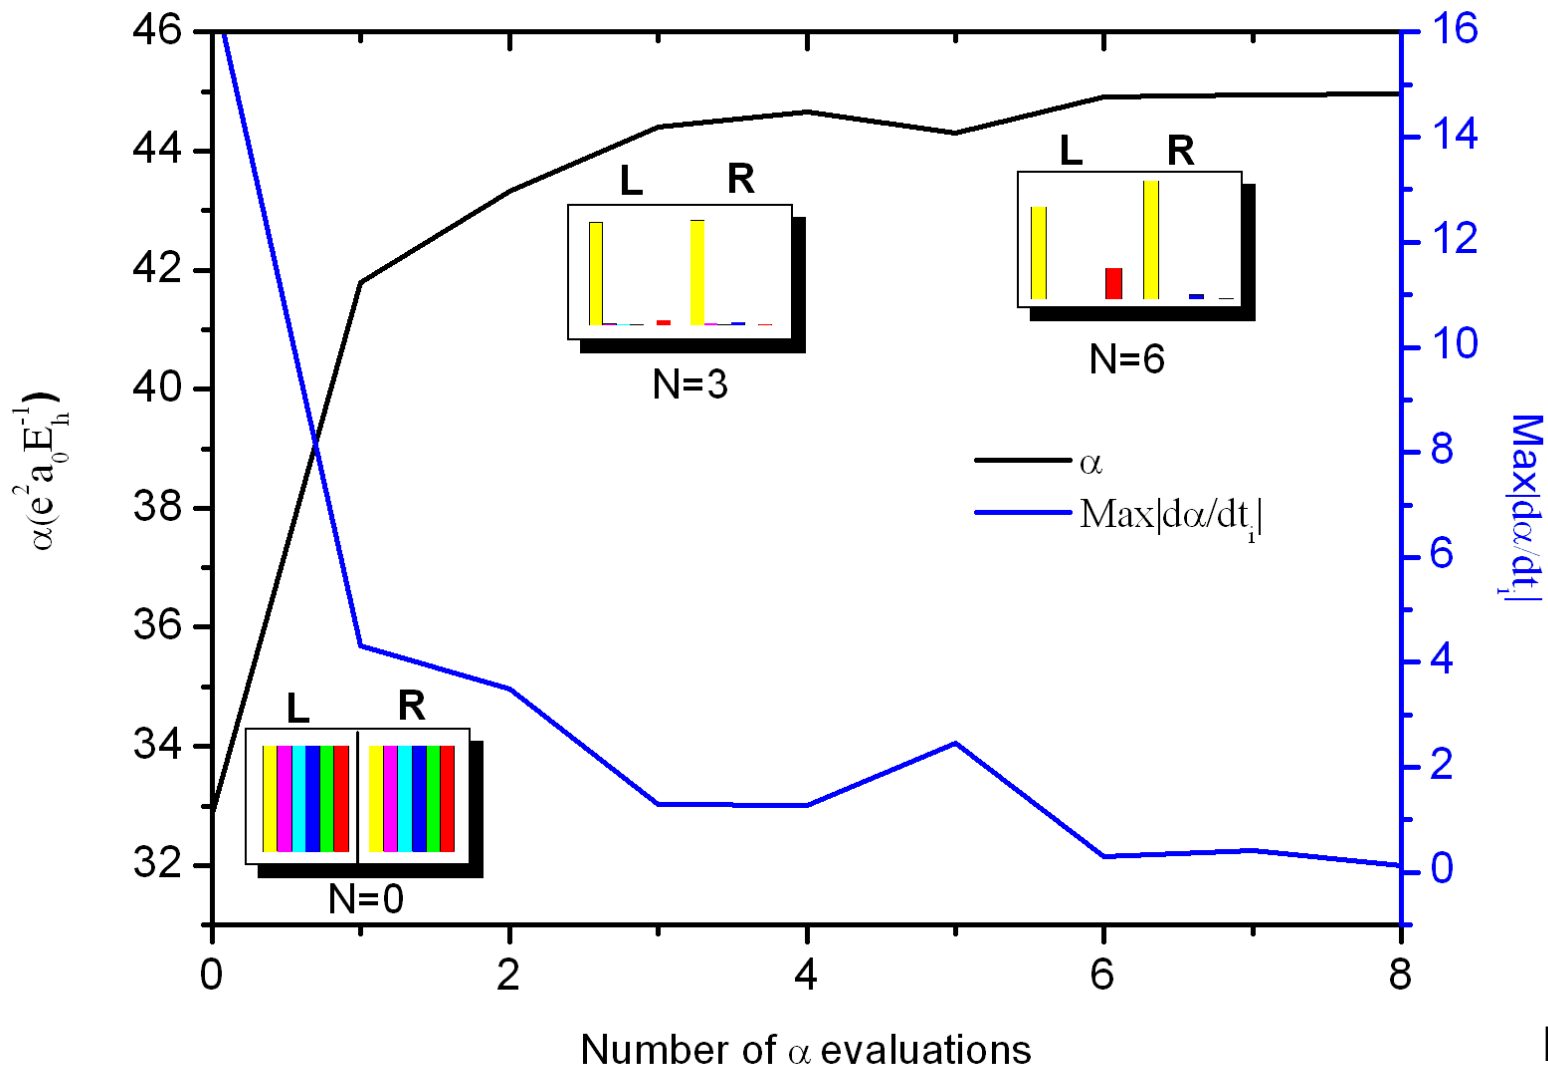 46
44
42
40
38
36
34
32
16
14
12
10
8
6
4
2
0
α(e²a₀E_h⁻¹)
Max|dα/dt_i|
L R
N=3
L R
N=6
α
Max|dα/dt_i|
L R
N=0
0 2 4 6 8
Number of α evaluations